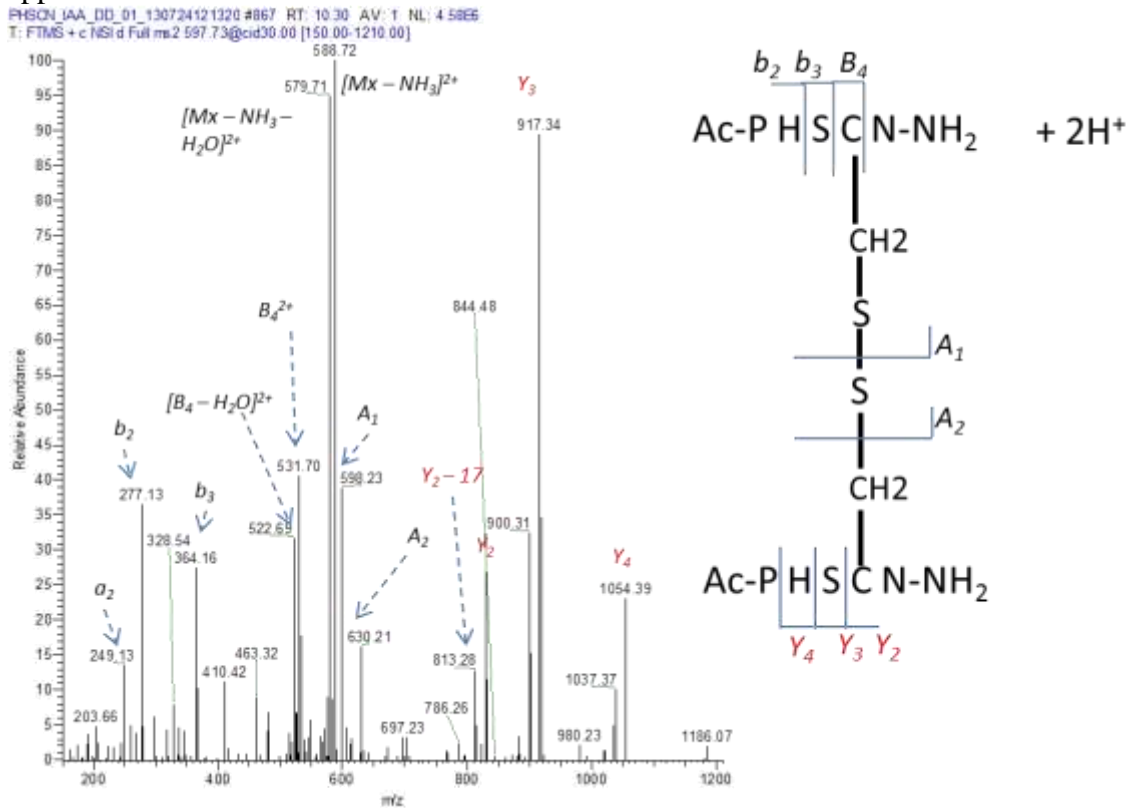 PHSCN_IAA_DD_01_130724121320 #867 RT: 10.30 AV: 1 NL: 4.58E6
T: FTMS + c NSI d Full ms2 597.73@cid30.00 [150.00-1210.00]
588.72
[Mx – NH3]2+
579.71
[Mx – NH3 –
H2O]2+
Y3
917.34
844.48
B4 2+
[B4 – H2O]2+
531.70
A1
598.23
b2
277.13
b3
Y2 – 17
522.69
900.31
Y2
328.54
364.16
A2
Y4
1054.39
a2
249.13
630.21
463.32
813.28
410.42
1037.37
786.26
203.66
697.23
980.23
1186.07
100
95
90
85
80
75
70
65
60
55
50
45
40
35
30
25
20
15
10
5
0
Relative Abundance
200
400
600
800
1000
1200
m/z
b2 b3 B4
Ac-P H S C N-NH2 + 2H+
CH2
S
A1
S
A2
CH2
Ac-P H S C N-NH2
Y4 Y3 Y2